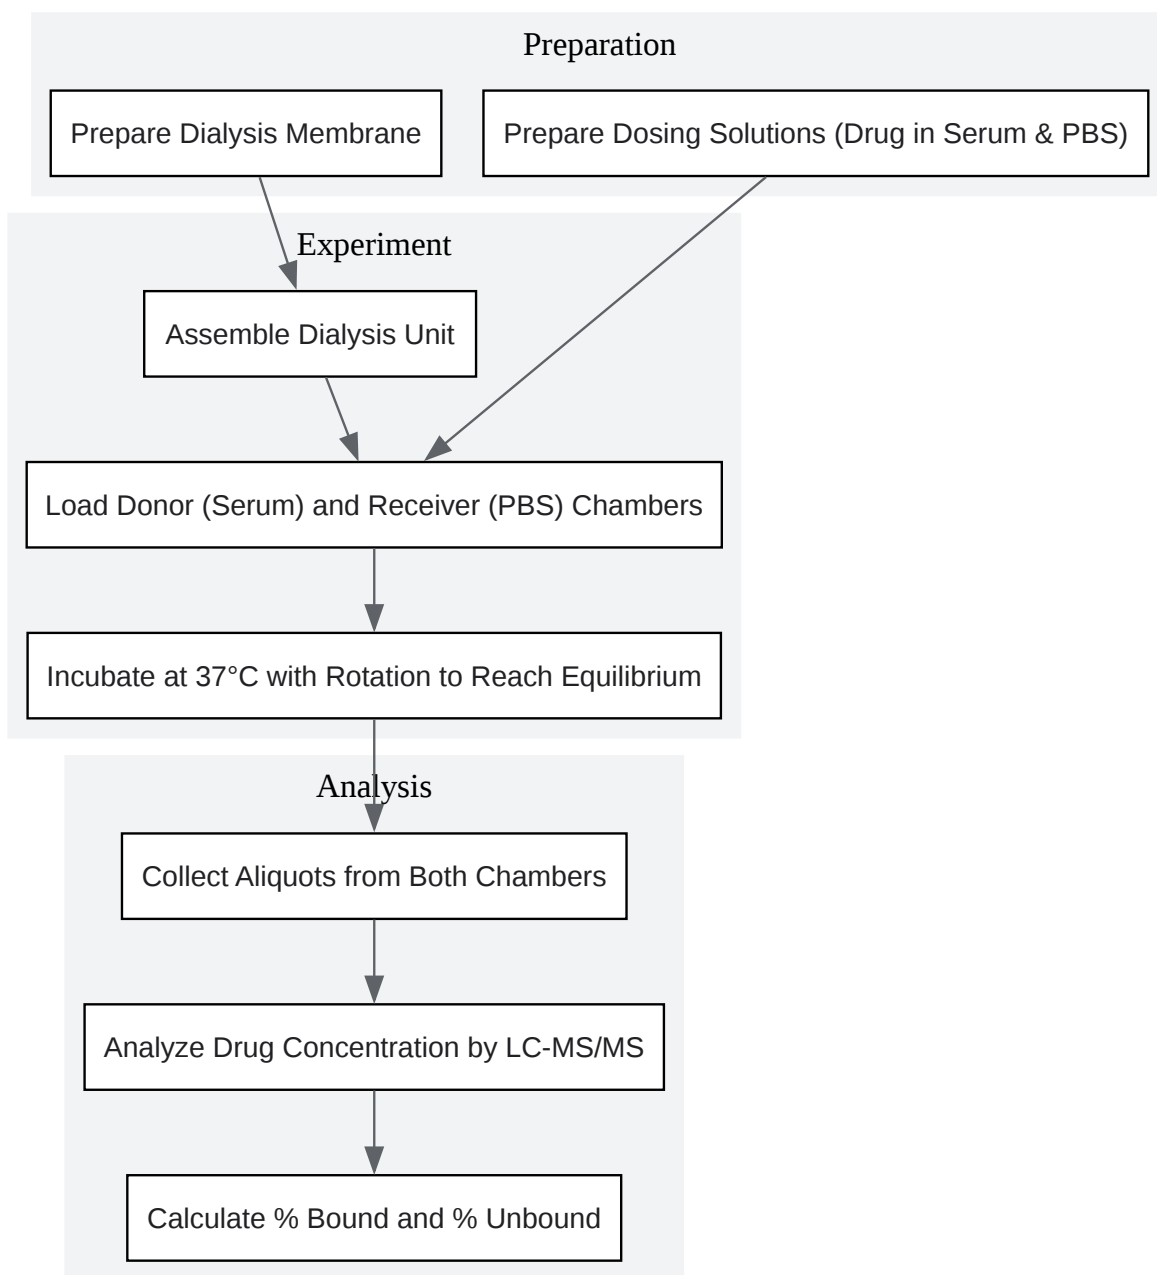 Preparation
Prepare Dialysis Membrane
Prepare Dosing Solutions (Drug in Serum & PBS)
Experiment
Assemble Dialysis Unit
Load Donor (Serum) and Receiver (PBS) Chambers
Incubate at 37°C with Rotation to Reach Equilibrium
Analysis
Collect Aliquots from Both Chambers
Analyze Drug Concentration by LC-MS/MS
Calculate % Bound and % Unbound